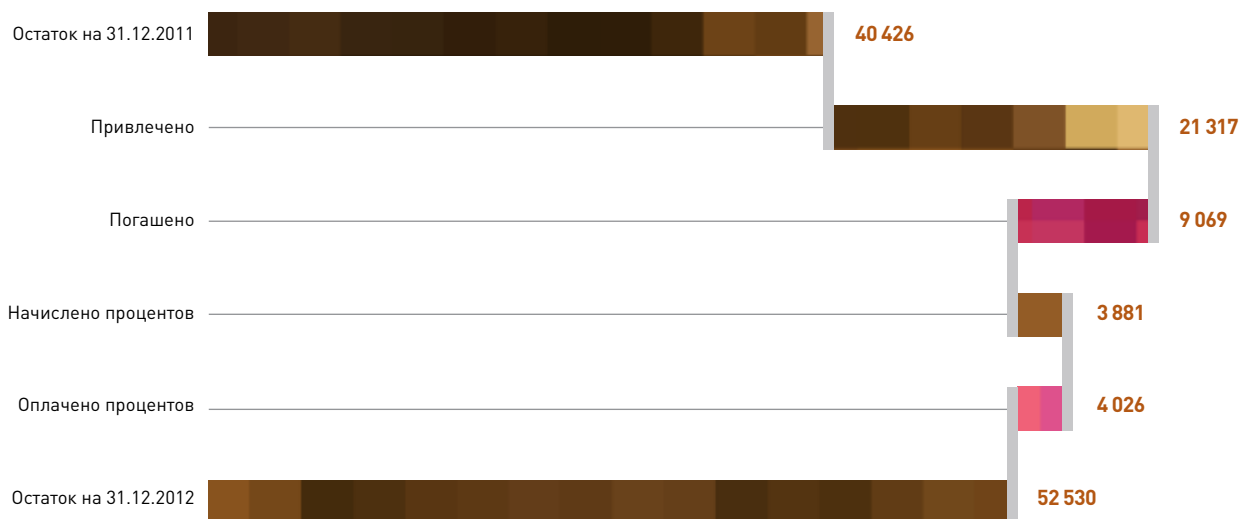 Остаток на 31.12.2011 40 426
Привлечено 21 317
Погашено 9 069
Начислено процентов 3 881
Оплачено процентов 4 026
Остаток на 31.12.2012 52 530